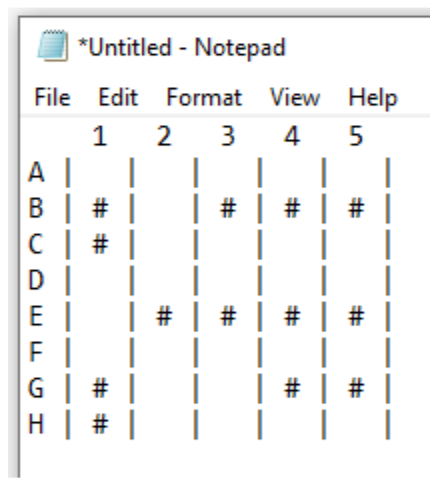 *Untitled - Notepad
File Edit Format View Help
    1   2   3   4   5
A |   |   |   |   |   |
B | # |   | # | # | # |
C | # |   |   |   |   |
D |   |   |   |   |   |
E |   | # | # | # | # |
F |   |   |   |   |   |
G | # |   |   | # | # |
H | # |   |   |   |   |